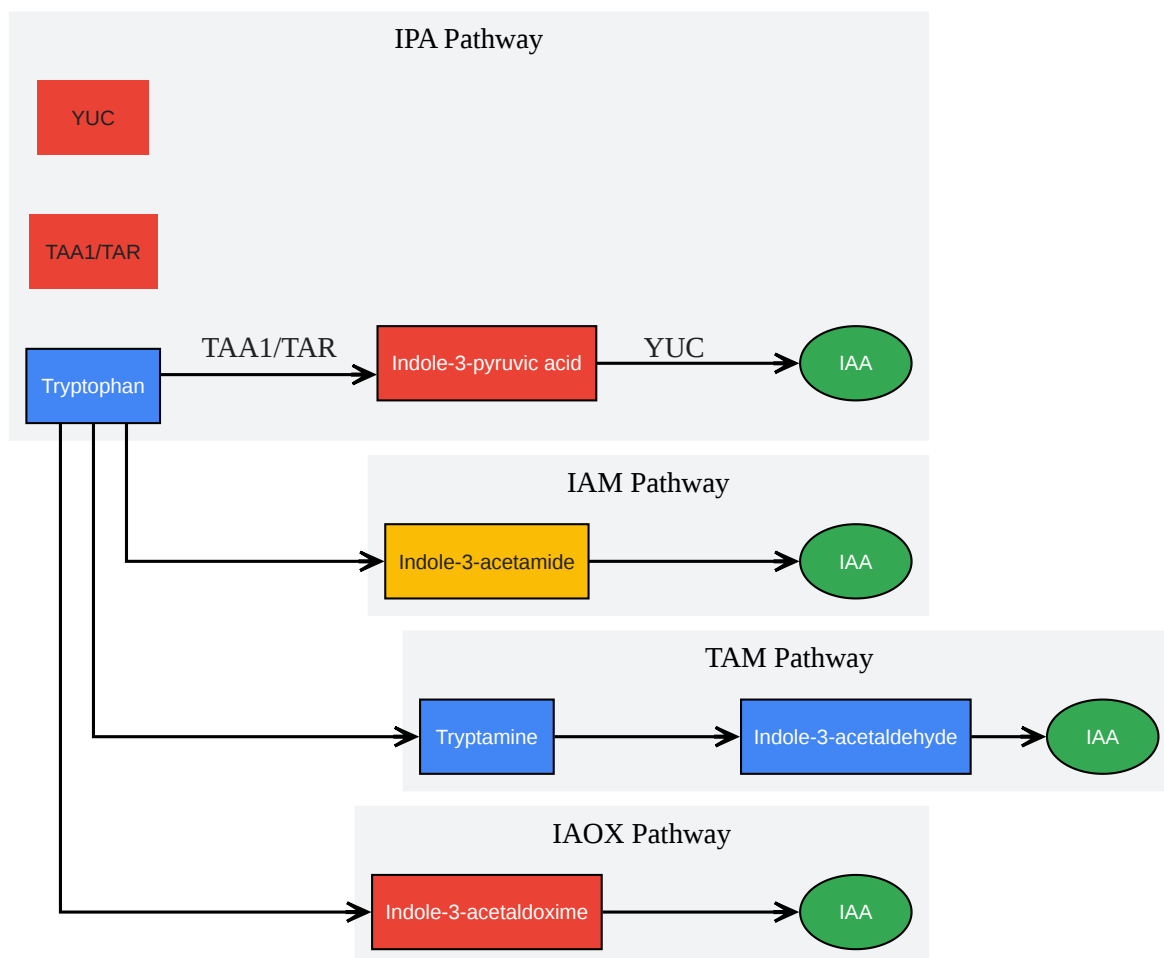 IPA Pathway
YUC
TAA1/TAR
TAA1/TAR
YUC
Tryptophan
Indole-3-pyruvic acid
IAA
IAM Pathway
Indole-3-acetamide
IAA
TAM Pathway
Tryptamine
Indole-3-acetaldehyde
IAA
IAOX Pathway
Indole-3-acetaldoxime
IAA